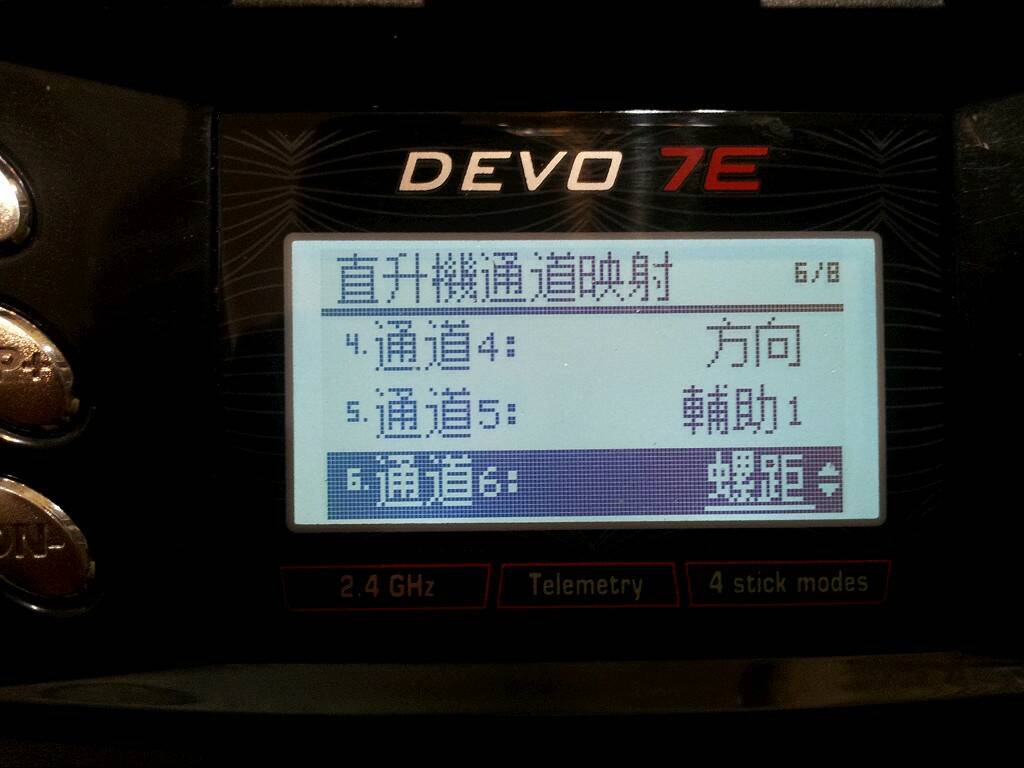 DEVO 7E
直升機通道映射 6/8
4. 通道4: 方向
5. 通道5: 輔助1
6. 通道6: 螺距
2.4 GHz Telemetry 4 stick modes